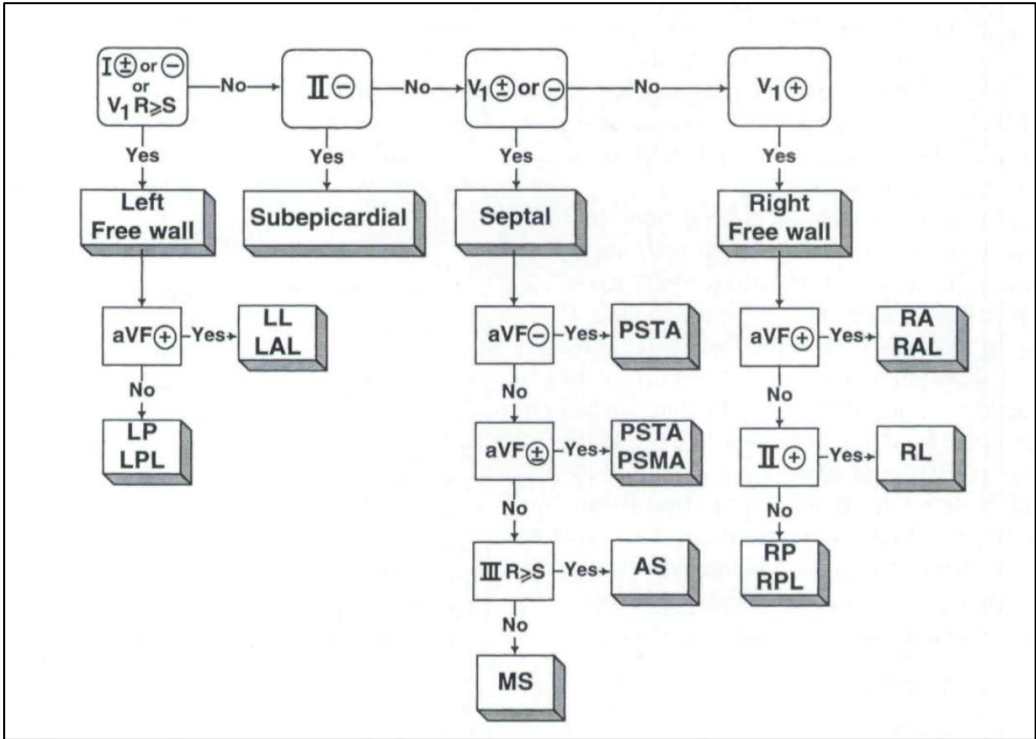 I ⊕̲ or ⊖
or
V₁ R≥S
No
II ⊖
No
V₁ ± or ⊖
No
V₁ ⊕
Yes
Yes
Yes
Yes
Left
Free wall
Subepicardial
Septal
Right
Free wall
aVF ⊕
Yes
LL
LAL
aVF ⊖
Yes
PSTA
aVF ⊕
Yes
RA
RAL
No
No
No
LP
LPL
aVF ±
Yes
PSTA
PSMA
II ⊕
Yes
RL
No
No
III R≥S
Yes
AS
RP
RPL
No
MS